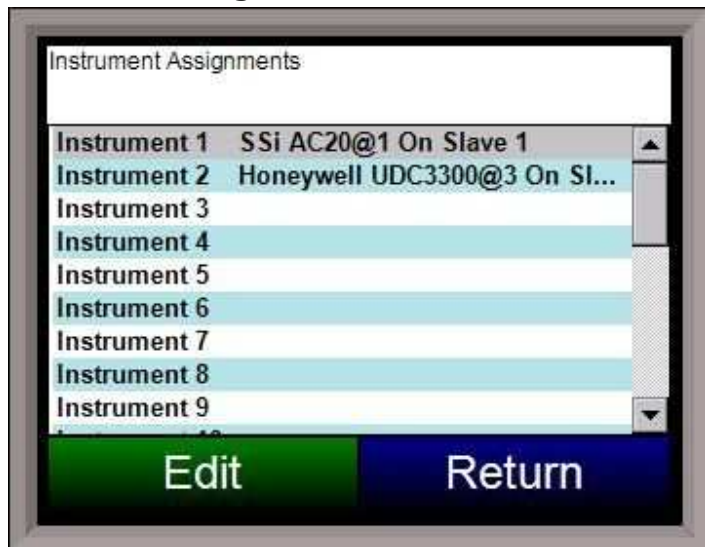 Instrument Assignments
Instrument 1 SSi AC20@1 On Slave 1
Instrument 2 Honeywell UDC3300@3 On Sl...
Instrument 3
Instrument 4
Instrument 5
Instrument 6
Instrument 7
Instrument 8
Instrument 9
Edit Return